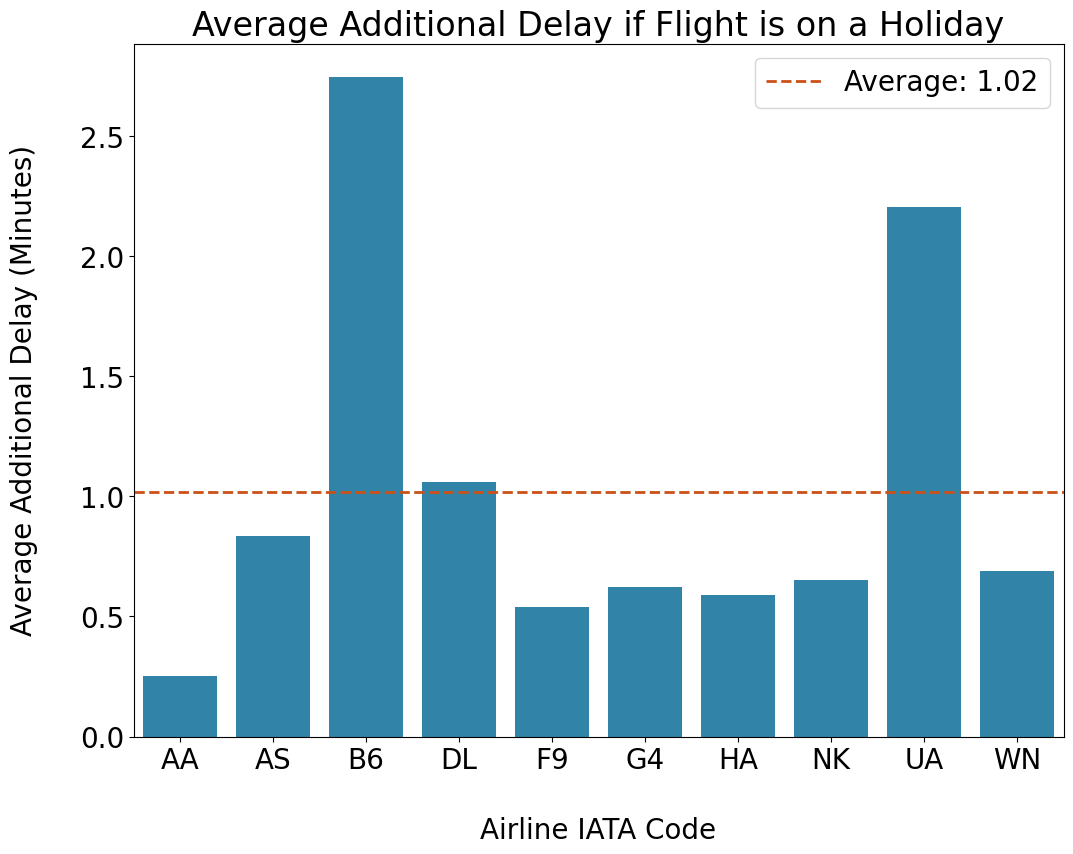 Average Additional Delay if Flight is on a Holiday
Average: 1.02
Average Additional Delay (Minutes)
2.5
2.0
1.5
1.0
0.5
0.0
AA AS B6 DL F9 G4 HA NK UA WN
Airline IATA Code